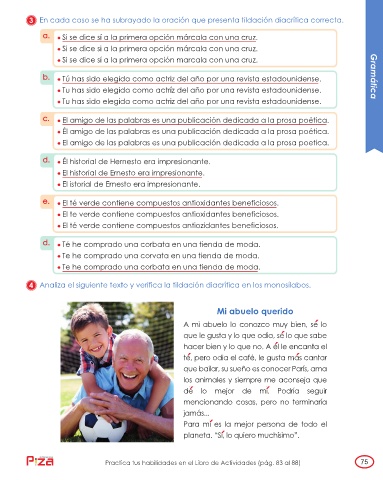 3 En cada caso se ha subrayado la oración que presenta tildación diacrítica correcta.
a. • Si se dice sí a la primera opción márcala con una cruz.
• Si se dice si a la primera opción márcala con una cruz.
• Si se dice si a la primera opcion marcala con una cruz.
b. • Tú has sido elegida como actriz del año por una revista estadounidense.
• Tu has sido elegida como actríz del año por una revista estadounidense.
• Tu has sido elegida como actriz del año por una revista estadounidense.
c. • El amigo de las palabras es una publicación dedicada a la prosa poética.
• Él amigo de las palabras es una publicación dedicada a la prosa poética.
• El amigo de las palabras es una publicación dedicada a la prosa poetica.
d. • Él historial de Hernesto era impresionante.
• El historial de Ernesto era impresionante.
• El istorial de Ernesto era impresionante.
e. • El té verde contiene compuestos antioxidantes beneficiosos.
• El te verde contiene compuestos antioxidantes beneficiosos.
• El té verde contiene compuestos antiozidantes beneficiosos.
d. • Té he comprado una corbata en una tienda de moda.
• Te he comprado una corvata en una tienda de moda.
• Te he comprado una corbata en una tienda de moda.
Gramática
4 Analiza el siguiente texto y verifica la tildación diacrítica en los monosílabos.
Mi abuelo querido
A mi abuelo lo conozco muy bien, sé lo
que le gusta y lo que odia, sé lo que sabe
hacer bien y lo que no. A él le encanta el
té, pero odia el café, le gusta más cantar
que bailar, su sueño es conocer París, ama
los animales y siempre me aconseja que
dé lo mejor de mí. Podría seguir
mencionando cosas, pero no terminaría
jamás...
Para mí es la mejor persona de todo el
planeta. "Sí, lo quiero muchísimo".
Piza
Practica tus habilidades en el Libro de Actividades (pág. 83 al 88)
75